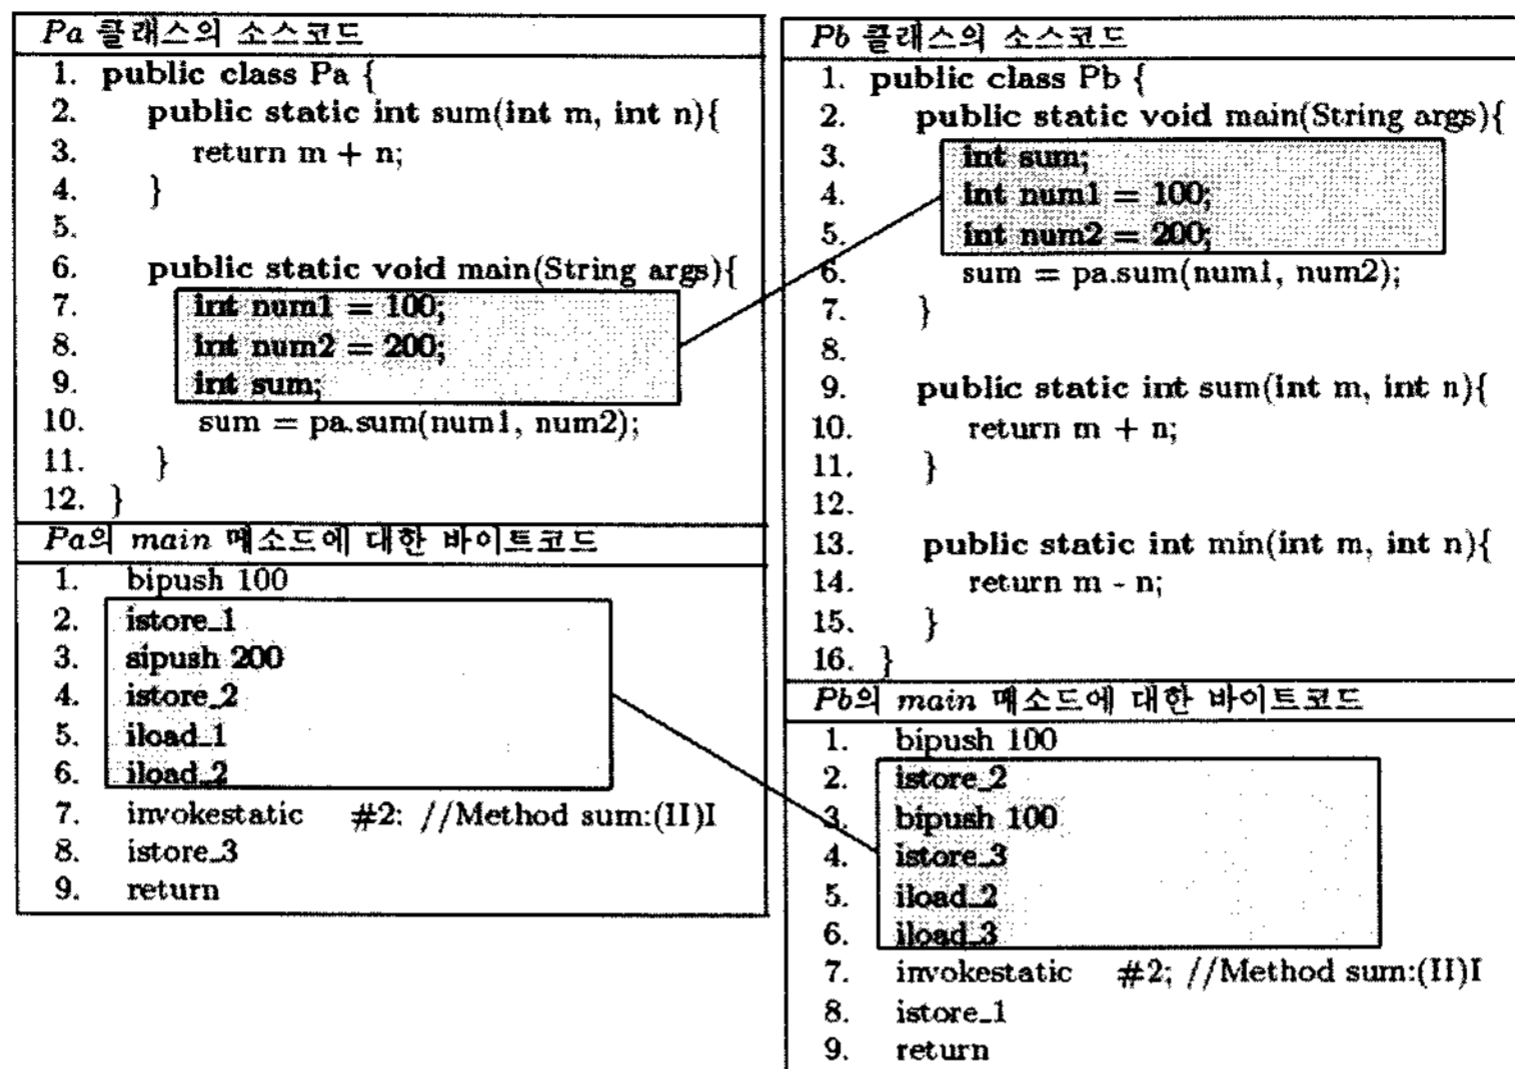 Pa 클래스의 소스코드
1. public class Pa {
2. public static int sum(int m, int n){
3. return m + n;
4. }
5.
6. public static void main(String args){
7. int num1 = 100;
8. int num2 = 200;
9. int sum;
10. sum = pa.sum(num1, num2);
11. }
12. }
Pa의 main 메소드에 대한 바이트코드
1. bipush 100
2. istore_1
3. sipush 200
4. istore_2
5. iload_1
6. iload_2
7. invokestatic #2; //Method sum:(II)I
8. istore_3
9. return
Pb 클래스의 소스코드
1. public class Pb {
2. public static void main(String args){
3. int sum;
4. int num1 = 100;
5. int num2 = 200;
6. sum = pa.sum(num1, num2);
7. }
8.
9. public static int sum(int m, int n){
10. return m + n;
11. }
12.
13. public static int min(int m, int n){
14. return m - n;
15. }
16. }
Pb의 main 메소드에 대한 바이트코드
1. bipush 100
2. istore_2
3. bipush 100
4. istore_3
5. iload_2
6. iload_3
7. invokestatic #2; //Method sum:(II)I
8. istore_1
9. return